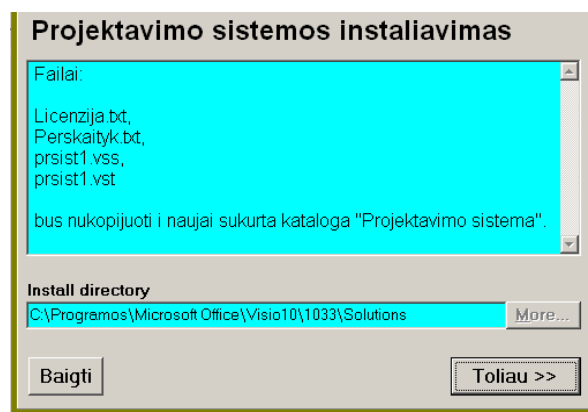 Projektavimo sistemos instaliavimas
Failai:
Licenzija.txt,
Perskaityk.txt,
prsist1.vss,
prsist1.vst
bus nukopijuoti i naujai sukurta kataloga "Projektavimo sistema".
Install directory
C:\Programos\Microsoft Office\Visio10\1033\Solutions
More...
Baigti
Toliau >>